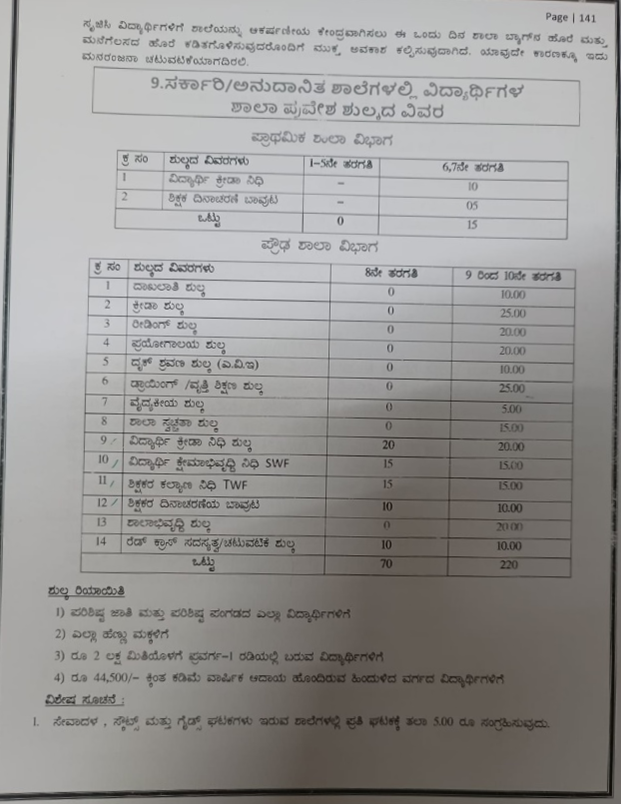 Page | 141
ಸೃಜಿಸಿ ವಿದ್ಯಾರ್ಥಿಗಳಿಗೆ ಶಾಲೆಯನ್ನು ಆಕರ್ಷಣೀಯ ಕೇಂದ್ರವಾಗಿಸಲು ಈ ಒಂದು ದಿನ ಶಾಲಾ ಬ್ಯಾಗ್‌ನ ಹೊರೆ ಮತ್ತು
ಮನೆಗೆಲಸದ ಹೊರೆ ಕಡಿತಗೊಳಿಸುವುದರೊಂದಿಗೆ ಮುಕ್ತ ಅವಕಾಶ ಕಲ್ಪಿಸುವುದಾಗಿದೆ. ಯಾವುದೇ ಕಾರಣಕ್ಕೂ ಇದು
ಮನರಂಜನಾ ಚಟುವಟಿಕೆಯಾಗದಿರಲಿ.
9.ಸರ್ಕಾರಿ/ಅನುದಾನಿತ ಶಾಲೆಗಳಲ್ಲಿ ವಿದ್ಯಾರ್ಥಿಗಳ
ಶಾಲಾ ಪ್ರವೇಶ ಶುಲ್ಕದ ವಿವರ
ಪ್ರಾಥಮಿಕ ಶಾಲಾ ವಿಭಾಗ
ಕ್ರ ಸಂ ಶುಲ್ಕದ ವಿವರಗಳು 1-5ನೇ ತರಗತಿ 6,7ನೇ ತರಗತಿ
1 ವಿದ್ಯಾರ್ಥಿ ಕ್ರೀಡಾ ನಿಧಿ – 10
2 ಶಿಕ್ಷಕ ದಿನಾಚರಣೆ ಬಾವುಟ – 05
ಒಟ್ಟು 0 15
ಪ್ರೌಢ ಶಾಲಾ ವಿಭಾಗ
ಕ್ರ ಸಂ ಶುಲ್ಕದ ವಿವರಗಳು 8ನೇ ತರಗತಿ 9 ರಿಂದ 10ನೇ ತರಗತಿ
1 ದಾಖಲಾತಿ ಶುಲ್ಕ 0 10.00
2 ಕ್ರೀಡಾ ಶುಲ್ಕ 0 25.00
3 ರೀಡಿಂಗ್ ಶುಲ್ಕ 0 20.00
4 ಪ್ರಯೋಗಾಲಯ ಶುಲ್ಕ 0 20.00
5 ದೃಕ್ ಶ್ರವಣ ಶುಲ್ಕ (ಎ.ವಿ.ಇ) 0 10.00
6 ಡ್ರಾಯಿಂಗ್ /ವೃತ್ತಿ ಶಿಕ್ಷಣ ಶುಲ್ಕ 0 25.00
7 ವೈದ್ಯಕೀಯ ಶುಲ್ಕ 0 5.00
8 ಶಾಲಾ ಸ್ವಚ್ಛತಾ ಶುಲ್ಕ 0 15.00
9 ವಿದ್ಯಾರ್ಥಿ ಕ್ರೀಡಾ ನಿಧಿ ಶುಲ್ಕ 20 20.00
10 ವಿದ್ಯಾರ್ಥಿ ಕ್ಷೇಮಾಭಿವೃದ್ಧಿ ನಿಧಿ SWF 15 15.00
11 ಶಿಕ್ಷಕರ ಕಲ್ಯಾಣ ನಿಧಿ TWF 15 15.00
12 ಶಿಕ್ಷಕರ ದಿನಾಚರಣೆಯ ಬಾವುಟ 10 10.00
13 ಶಾಲಾಭಿವೃದ್ಧಿ ಶುಲ್ಕ 0 20.00
14 ರೆಡ್ ಕ್ರಾಸ್ ಸದಸ್ಯತ್ವ/ಚಟುವಟಿಕೆ ಶುಲ್ಕ 10 10.00
ಒಟ್ಟು 70 220
ಶುಲ್ಕ ರಿಯಾಯಿತಿ
1) ಪರಿಶಿಷ್ಟ ಜಾತಿ ಮತ್ತು ಪರಿಶಿಷ್ಟ ಪಂಗಡದ ಎಲ್ಲಾ ವಿದ್ಯಾರ್ಥಿಗಳಿಗೆ
2) ಎಲ್ಲಾ ಹೆಣ್ಣು ಮಕ್ಕಳಿಗೆ
3) ರೂ 2 ಲಕ್ಷ ಮಿತಿಯೊಳಗೆ ಪ್ರವರ್ಗ-1 ರಡಿಯಲ್ಲಿ ಬರುವ ವಿದ್ಯಾರ್ಥಿಗಳಿಗೆ
4) ರೂ 44,500/- ಕ್ಕಿಂತ ಕಡಿಮೆ ವಾರ್ಷಿಕ ಆದಾಯ ಹೊಂದಿರುವ ಹಿಂದುಳಿದ ವರ್ಗದ ವಿದ್ಯಾರ್ಥಿಗಳಿಗೆ
ವಿಶೇಷ ಸೂಚನೆ :
1. ಸೇವಾದಳ , ಸ್ಕೌಟ್ಸ್ ಮತ್ತು ಗೈಡ್ಸ್ ಘಟಕಗಳು ಇರುವ ಶಾಲೆಗಳಲ್ಲಿ ಪ್ರತಿ ಘಟಕಕ್ಕೆ ತಲಾ 5.00 ರೂ ಸಂಗ್ರಹಿಸುವುದು.